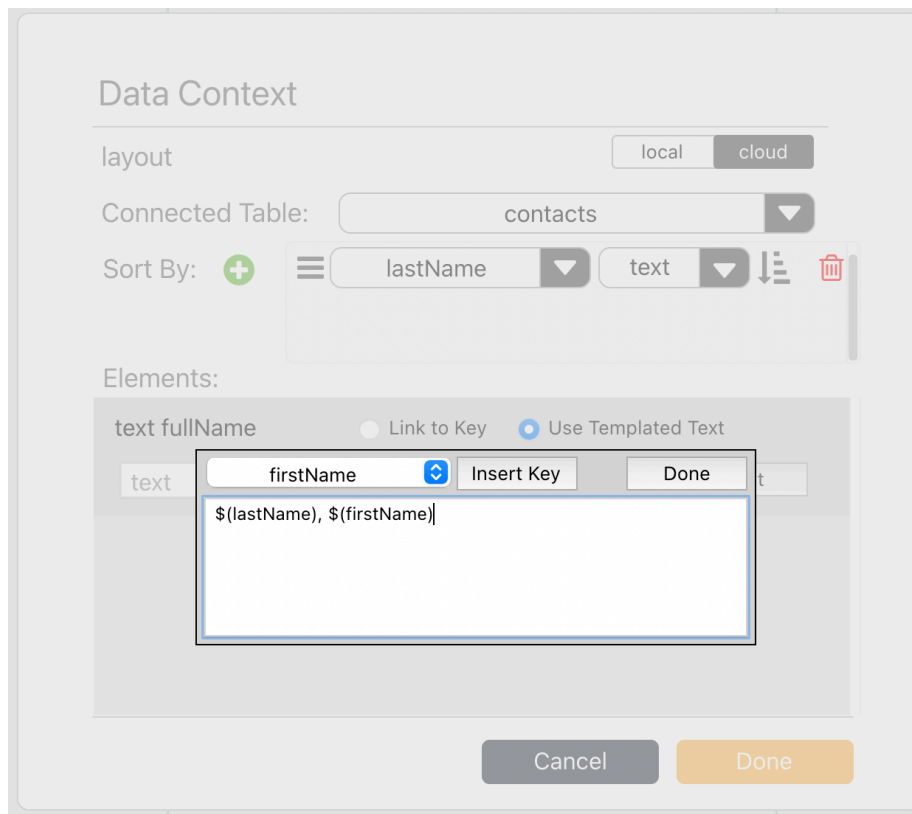 Data Context
layout local cloud
Connected Table: contacts
Sort By: lastName text
Elements:
text fullName Link to Key Use Templated Text
text firstName Insert Key Done t
$(lastName), $(firstName)
Cancel Done